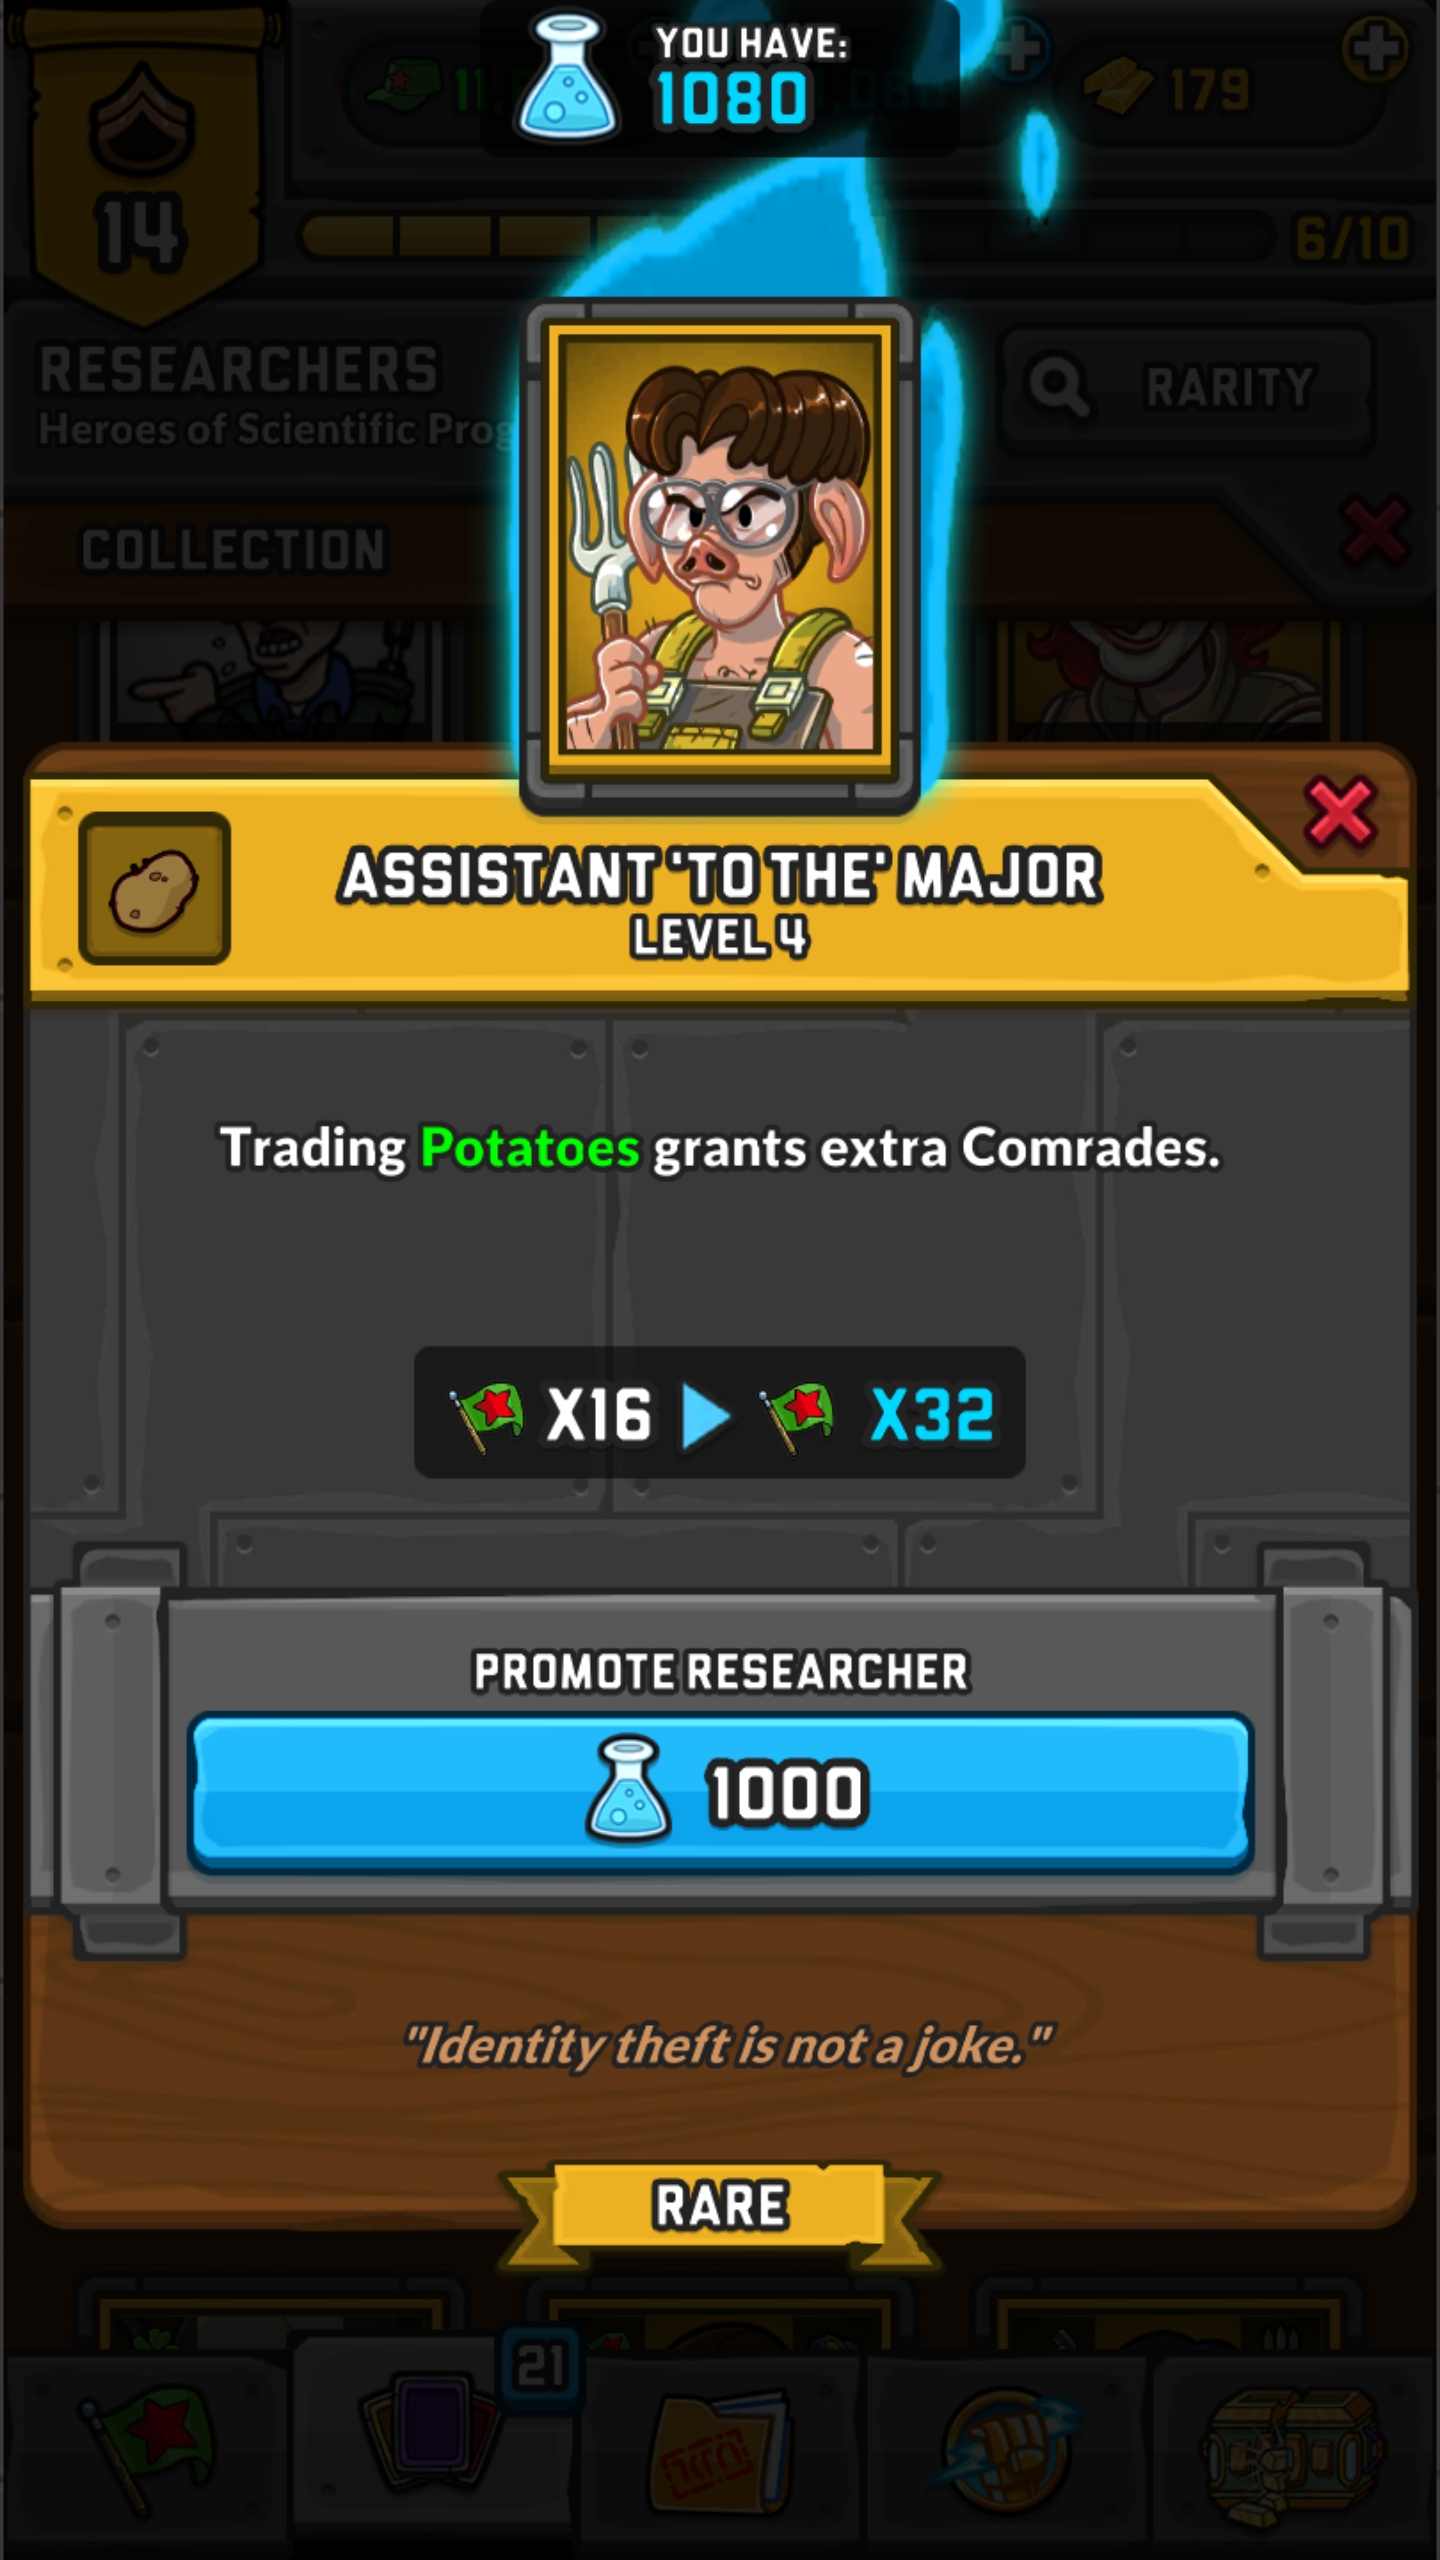 YOU HAVE:
1080
179
14
6/10
RESEARCHERS
Heroes of Scientific Prog
RARITY
COLLECTION
ASSISTANT 'TO THE' MAJOR
LEVEL 4
Trading Potatoes grants extra Comrades.
X16 X32
PROMOTE RESEARCHER
1000
"Identity theft is not a joke."
RARE
21